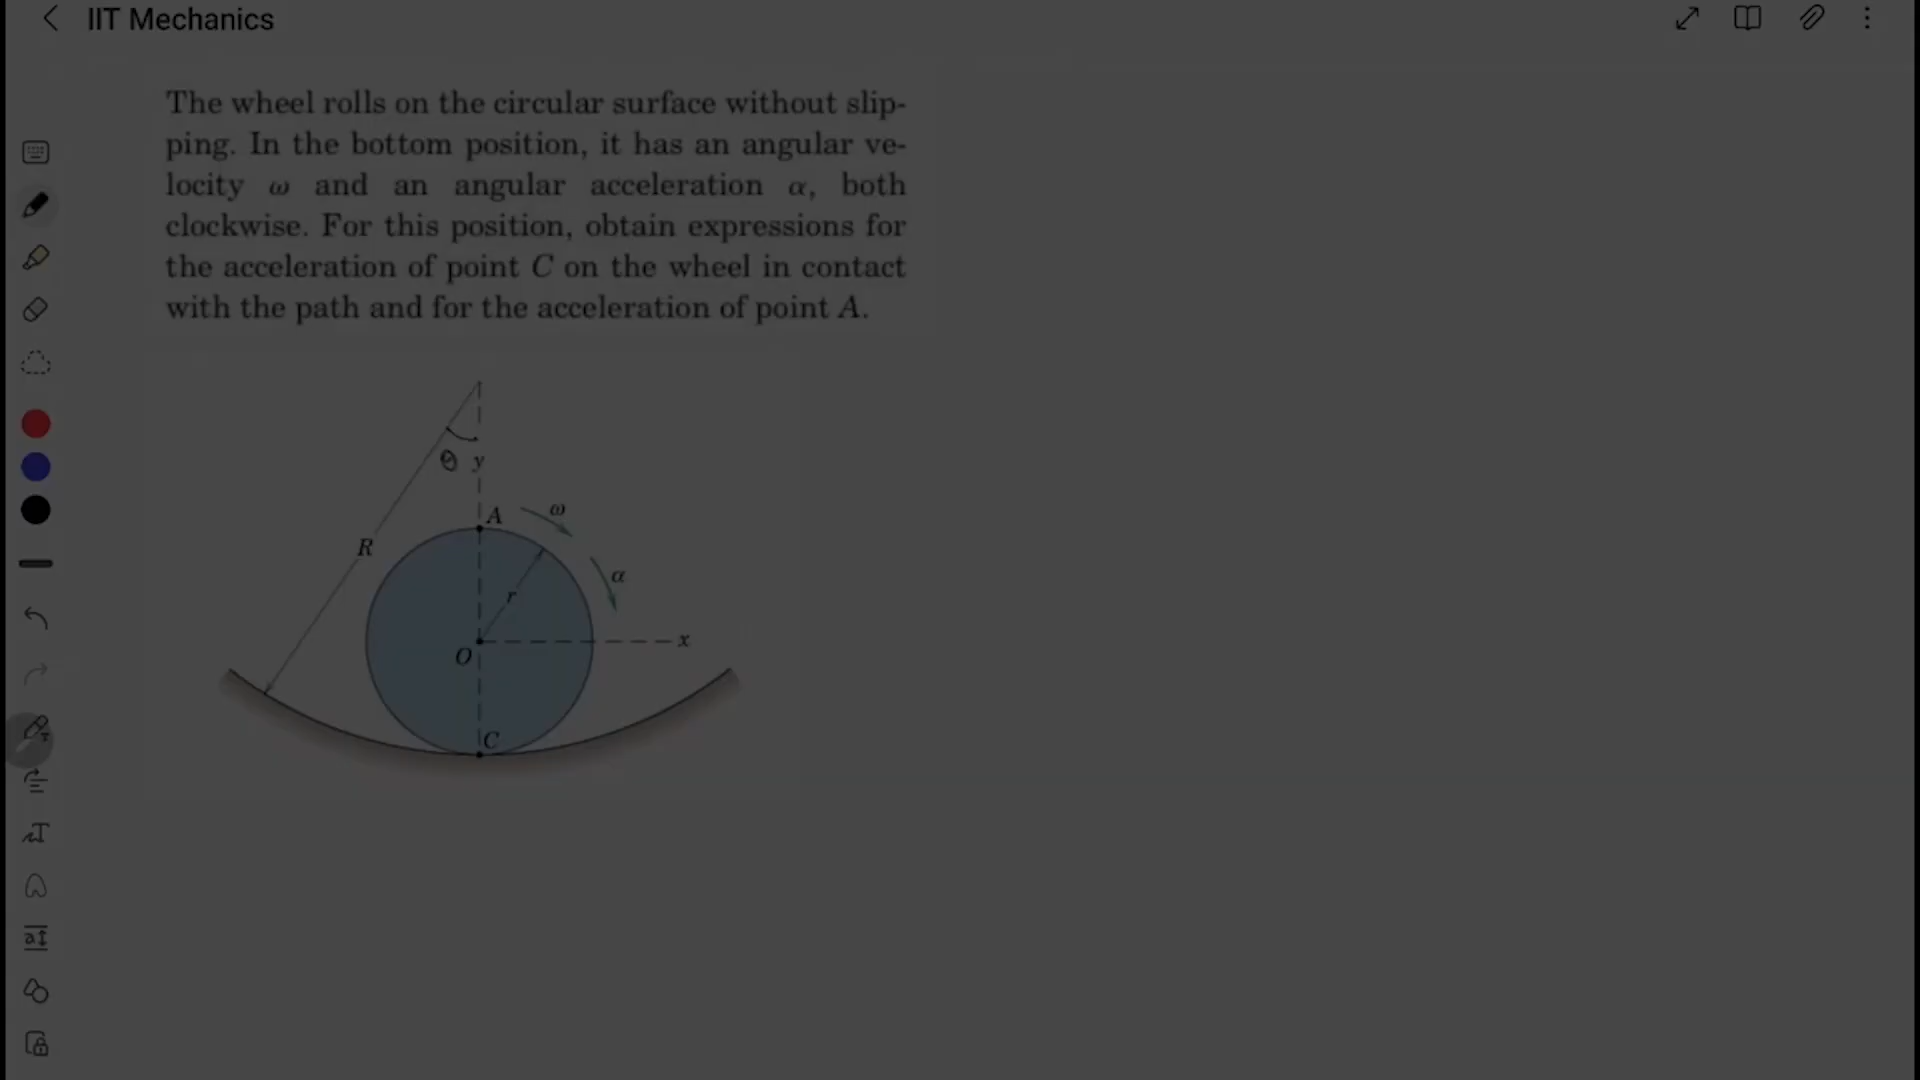 IIT Mechanics
The wheel rolls on the circular surface without slip-
ping. In the bottom position, it has an angular ve-
locity ω and an angular acceleration α, both
clockwise. For this position, obtain expressions for
the acceleration of point C on the wheel in contact
with the path and for the acceleration of point A.
θ y
A ω
R
α
r
O
x
C